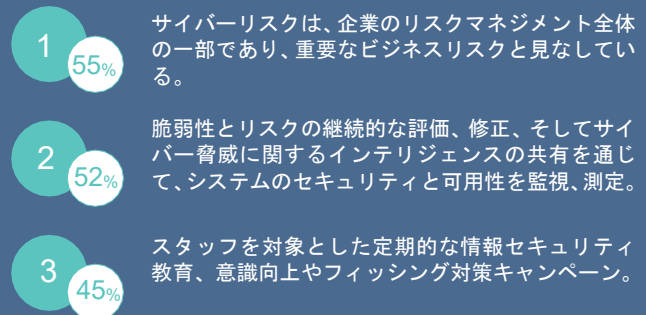 1
55%
サイバーリスクは、企業のリスクマネジメント全体
の一部であり、重要なビジネスリスクと見なしてい
る。
2
52%
脆弱性とリスクの継続的な評価、修正、そしてサイ
バー脅威に関するインテリジェンスの共有を通じ
て、システムのセキュリティと可用性を監視、測定。
3
45%
スタッフを対象とした定期的な情報セキュリティ
教育、意識向上やフィッシング対策キャンペーン。